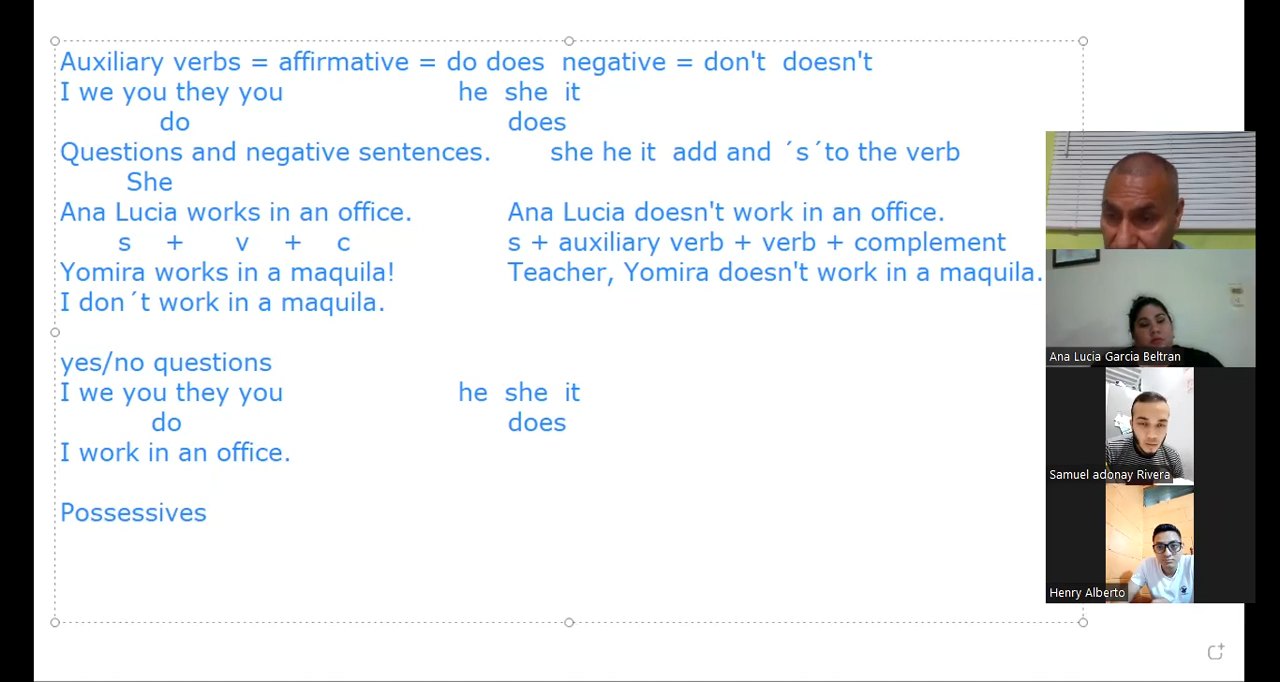 Auxiliary verbs = affirmative = do does  negative = don't  doesn't
I we you they you he  she  it
do does
Questions and negative sentences. she he it  add and ´s´to the verb
She
Ana Lucia works in an office. Ana Lucia doesn't work in an office.
s + v + c s + auxiliary verb + verb + complement
Yomira works in a maquila! Teacher, Yomira doesn't work in a maquila.
I don´t work in a maquila.
yes/no questions
I we you they you he  she  it
do does
I work in an office.
Possessives
Ana Lucia Garcia Beltran
Samuel adonay Rivera
Henry Alberto